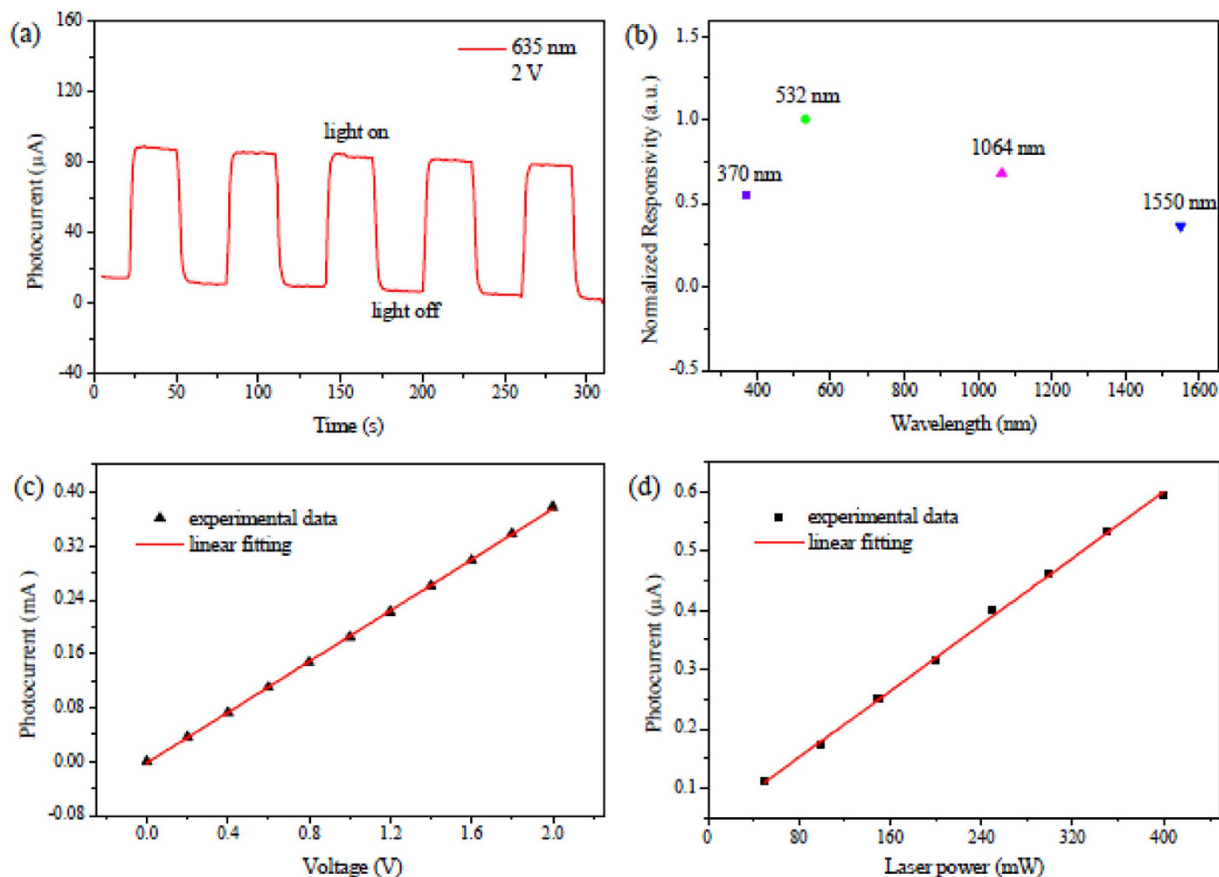 (a)
160
120
80
40
0
-40
Photocurrent (μA)
635 nm
2 V
light on
light off
0
50
100
150
200
250
300
Time (s)
(b)
1.5
1.0
0.5
0.0
-0.5
Normalized Responsivity (a.u.)
532 nm
370 nm
1064 nm
1550 nm
400
600
800
1000
1200
1400
1600
Wavelength (nm)
(c)
0.40
0.32
0.24
0.16
0.08
0.00
-0.08
Photocurrent (mA)
experimental data
linear fitting
0.0
0.4
0.8
1.2
1.6
2.0
Voltage (V)
(d)
0.6
0.5
0.4
0.3
0.2
0.1
Photocurrent (μA)
experimental data
linear fitting
0
80
160
240
320
400
Laser power (mW)